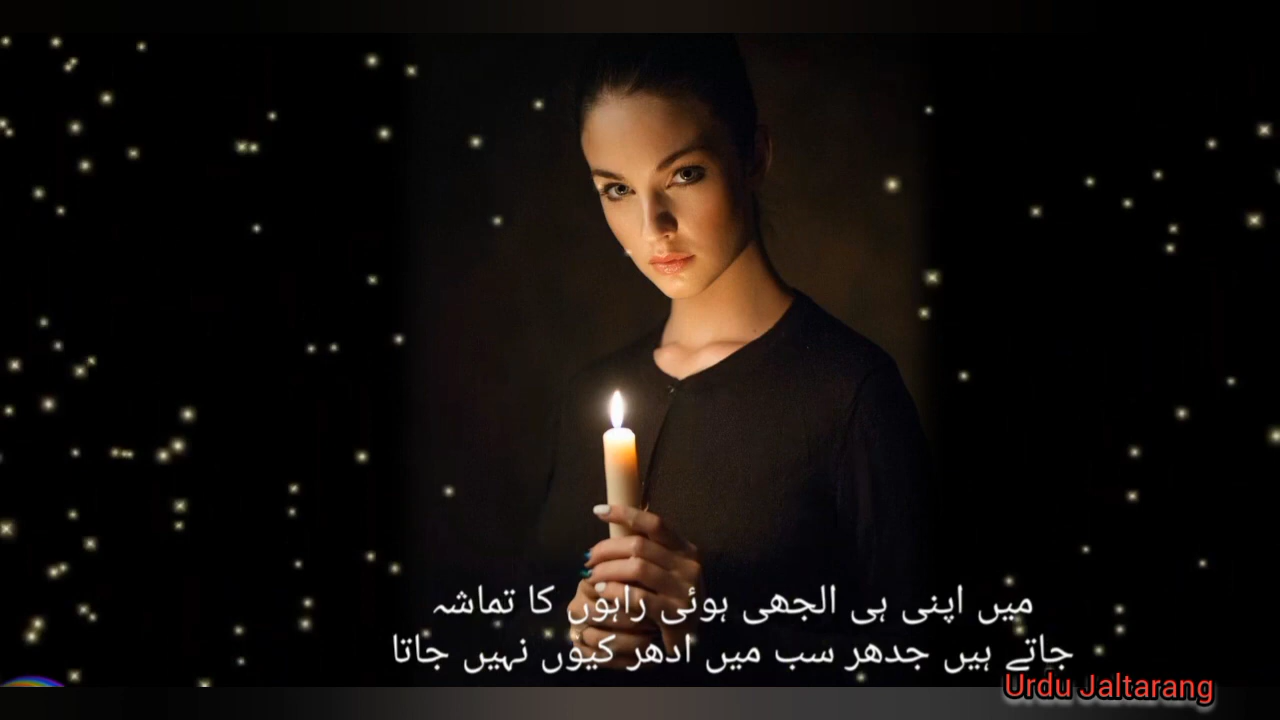 میں اپنی ہی الجھی ہوئی راہوں کا تماشہ
جاتے ہیں جدھر سب میں ادھر کیوں نہیں جاتا
Urdu Jaltarang